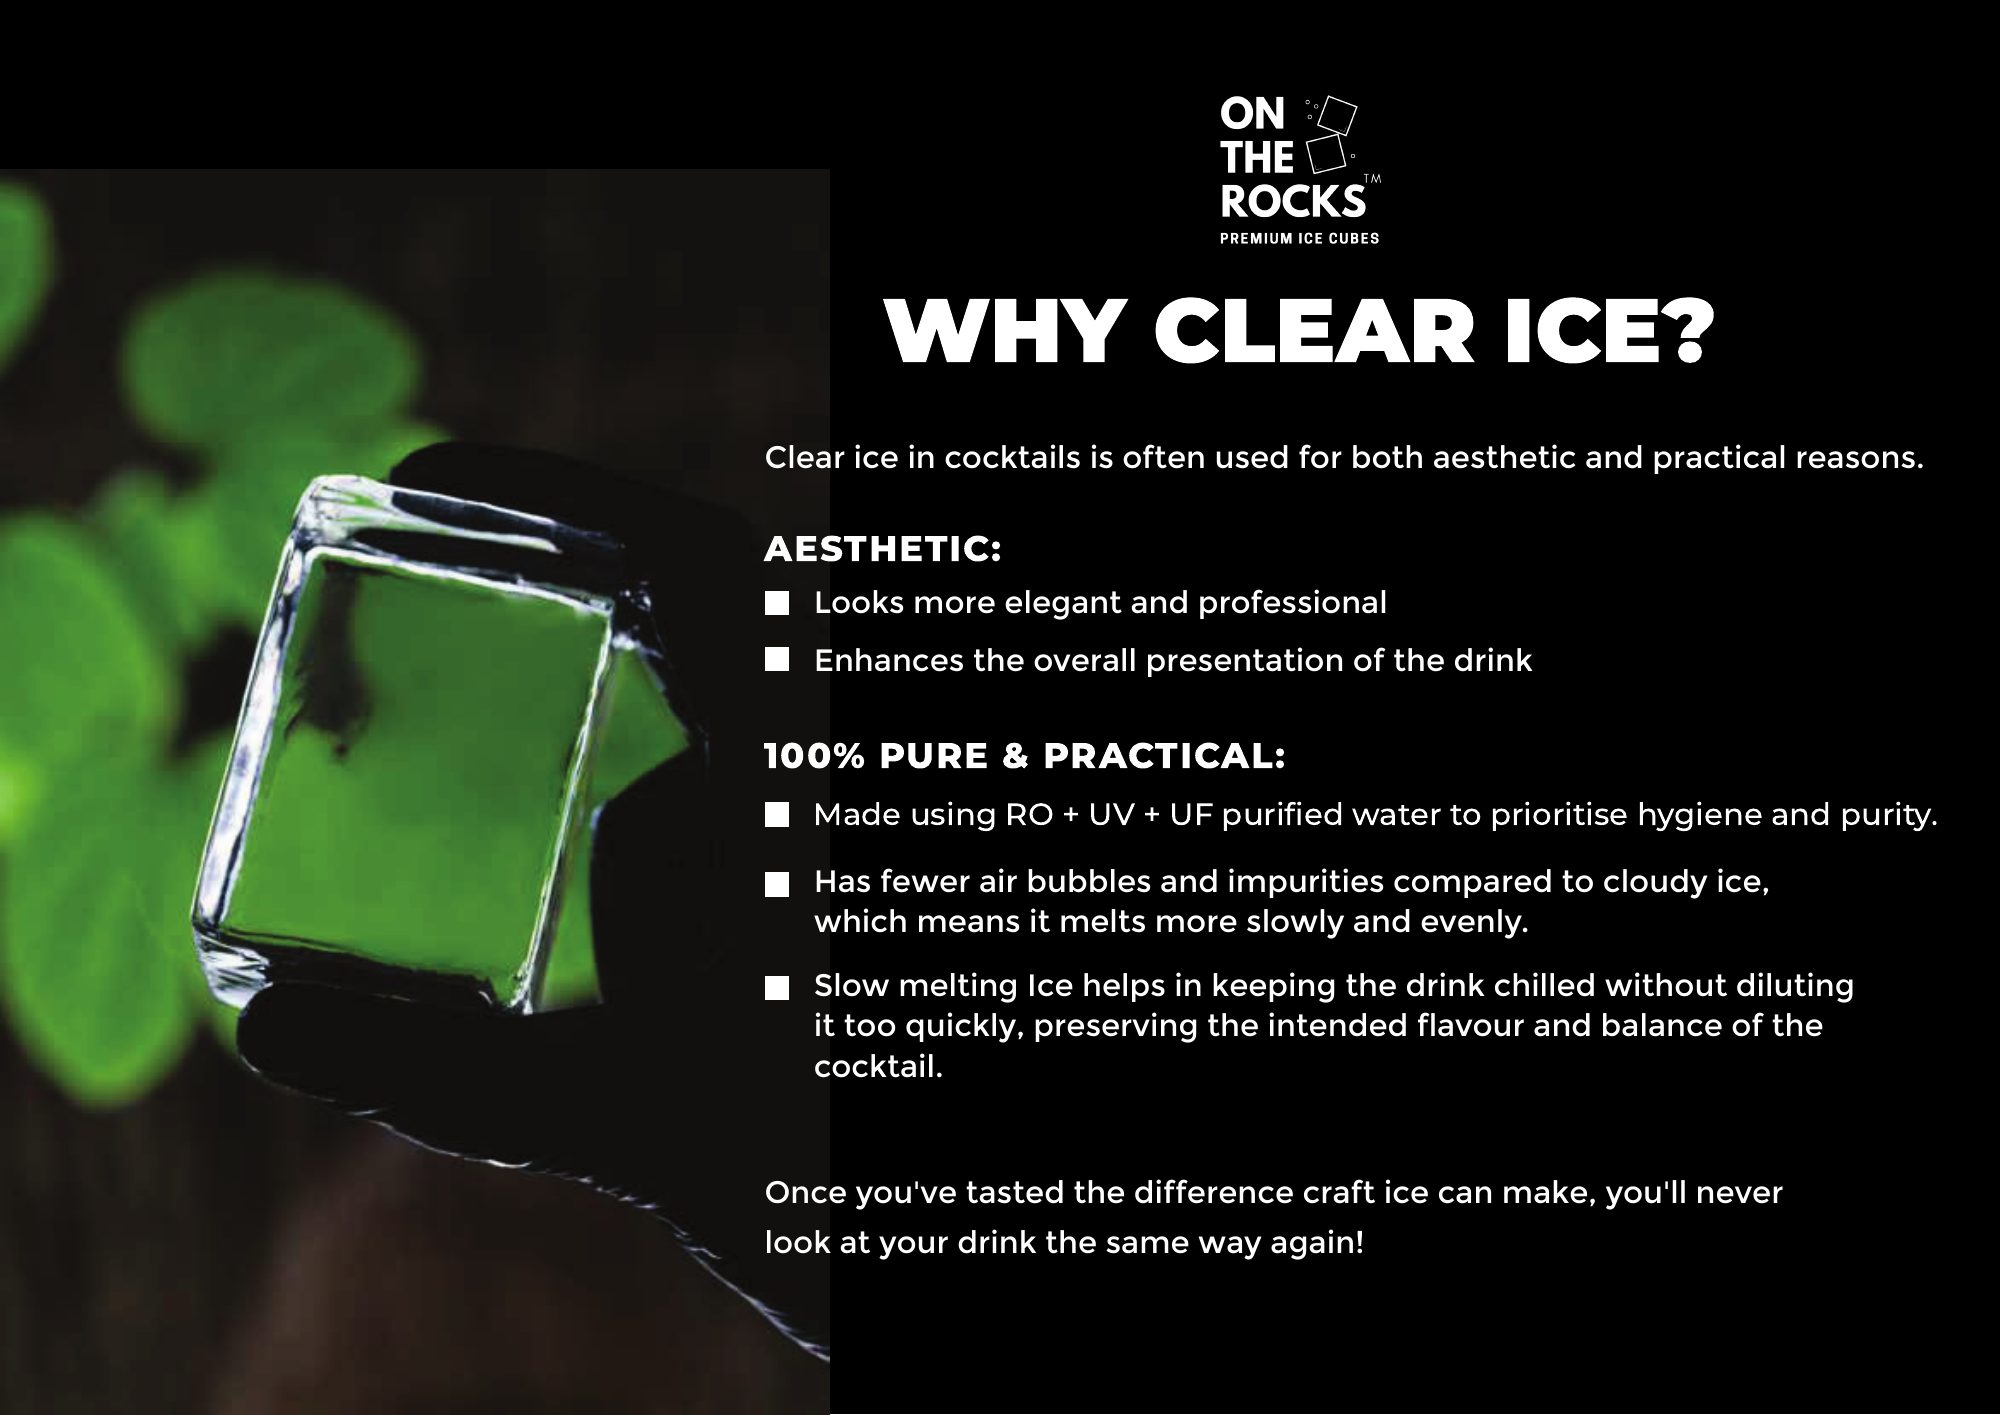 ON
THE
ROCKS™
PREMIUM ICE CUBES
WHY CLEAR ICE?
Clear ice in cocktails is often used for both aesthetic and practical reasons.
AESTHETIC:
Looks more elegant and professional
Enhances the overall presentation of the drink
100% PURE & PRACTICAL:
Made using RO + UV + UF purified water to prioritise hygiene and purity.
Has fewer air bubbles and impurities compared to cloudy ice,
which means it melts more slowly and evenly.
Slow melting Ice helps in keeping the drink chilled without diluting
it too quickly, preserving the intended flavour and balance of the
cocktail.
Once you've tasted the difference craft ice can make, you'll never
look at your drink the same way again!